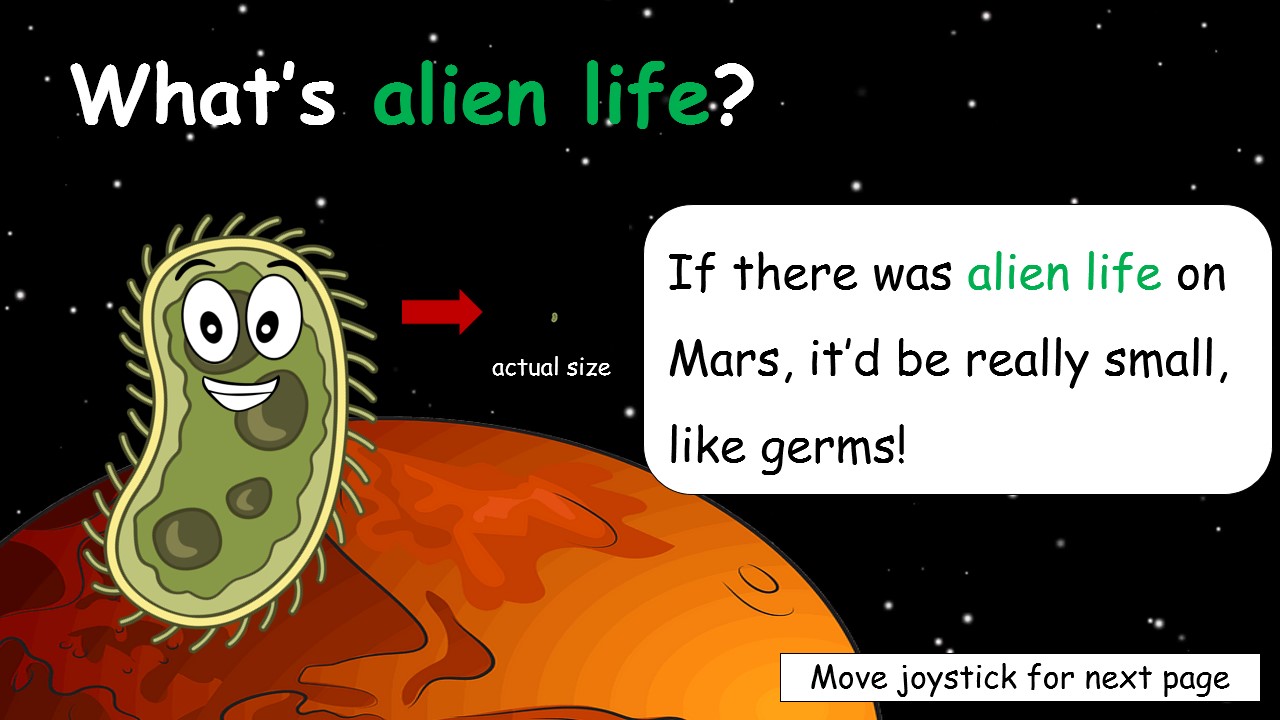 What's alien life?
actual size
If there was alien life on
Mars, it'd be really small,
like germs!
Move joystick for next page